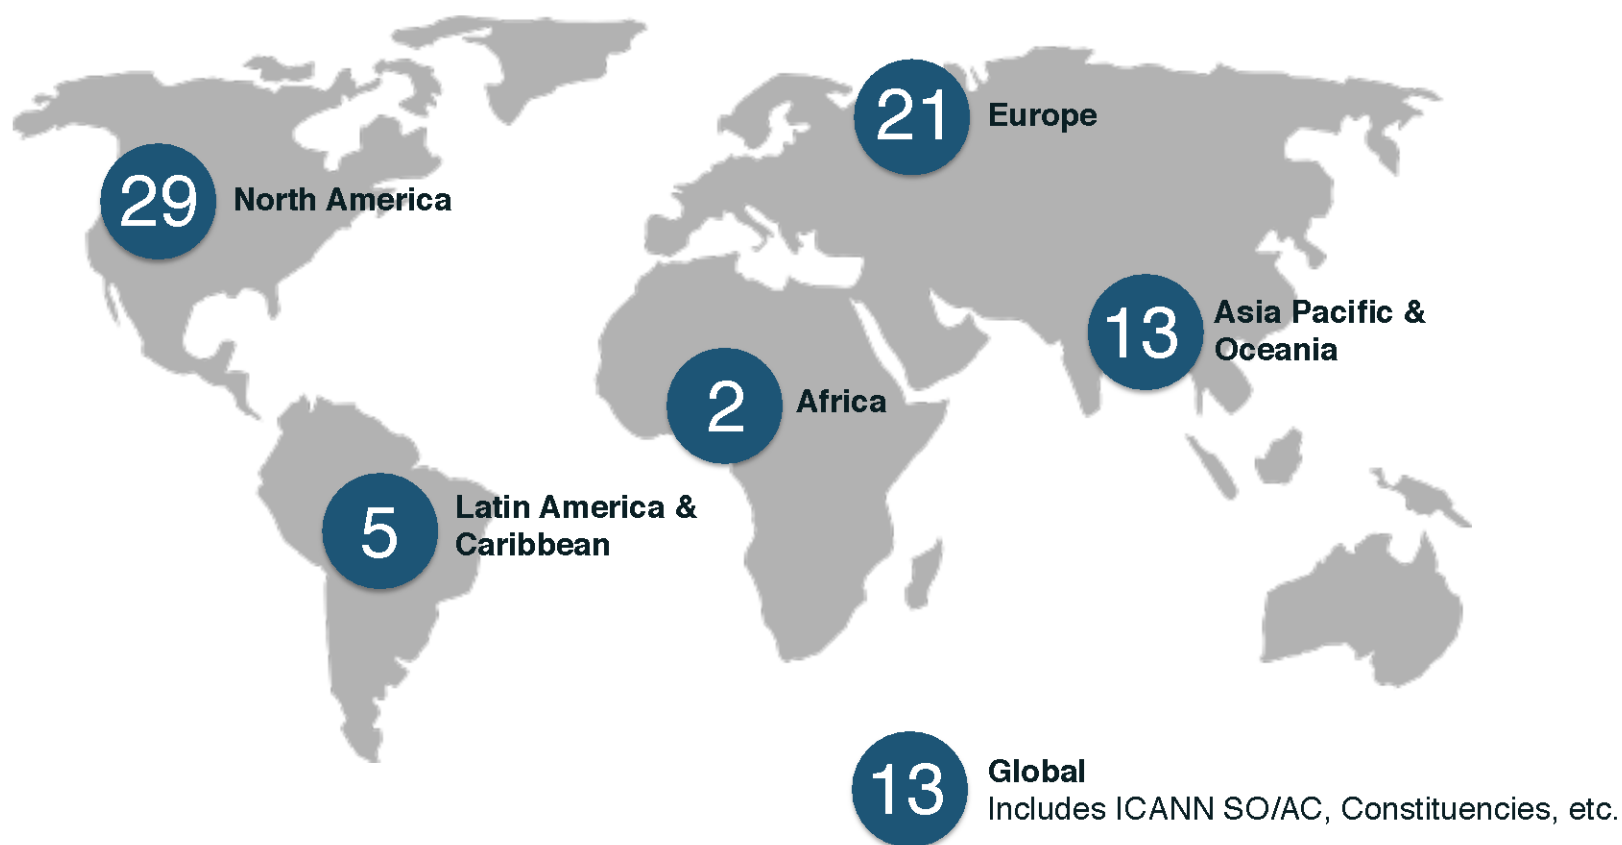 21
Europe
29
North America
13
Asia Pacific &
Oceania
2
Africa
5
Latin America &
Caribbean
13
Global
Includes ICANN SO/AC, Constituencies, etc.